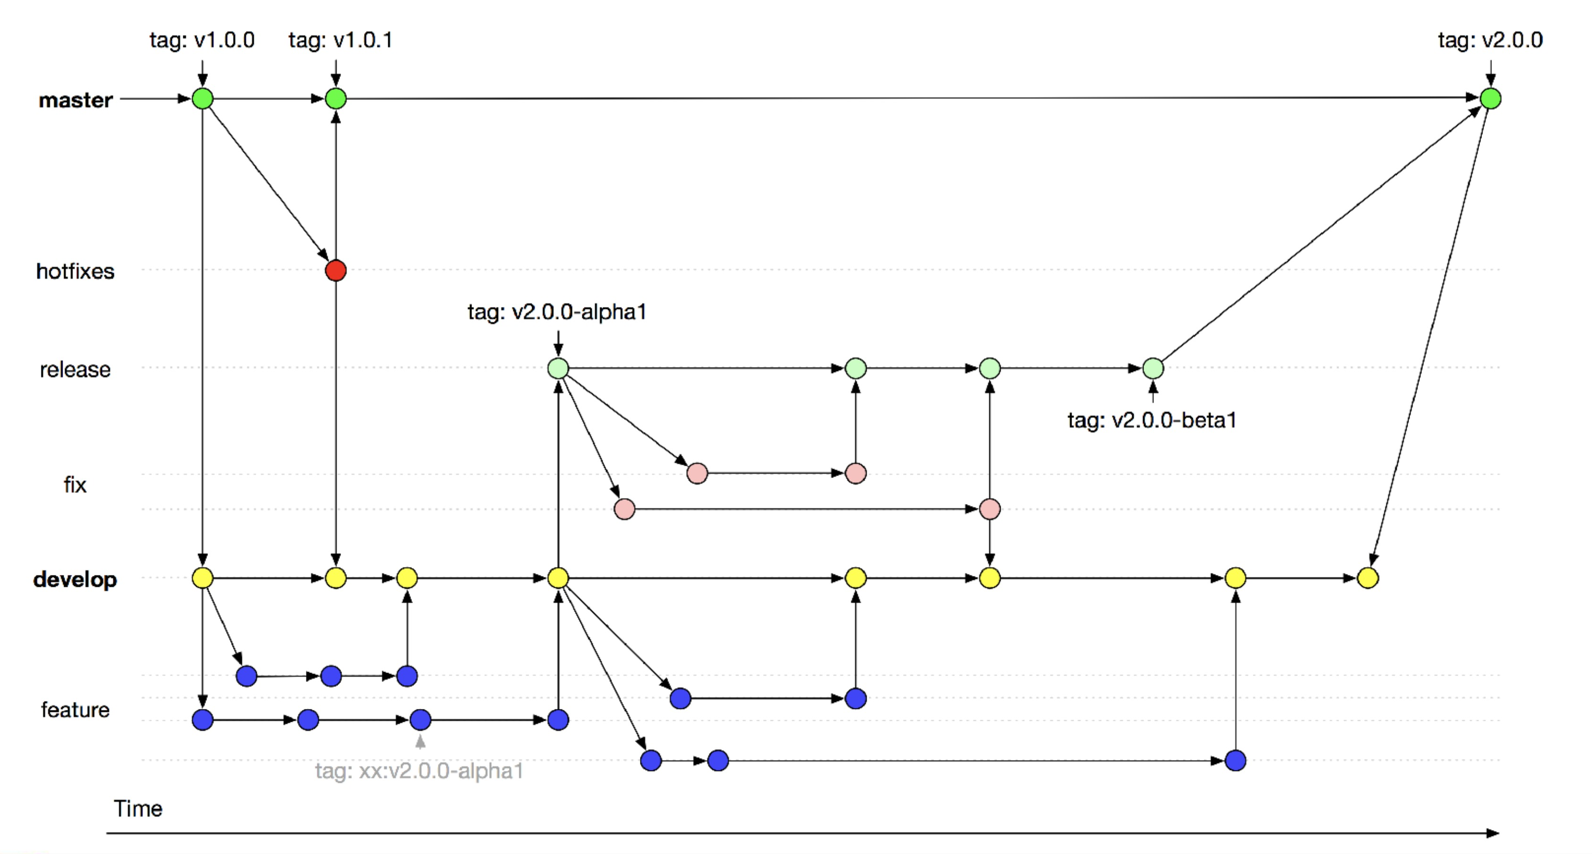 tag: v1.0.0
tag: v1.0.1
tag: v2.0.0
master
hotfixes
tag: v2.0.0-alpha1
release
tag: v2.0.0-beta1
fix
develop
feature
tag: xx:v2.0.0-alpha1
Time